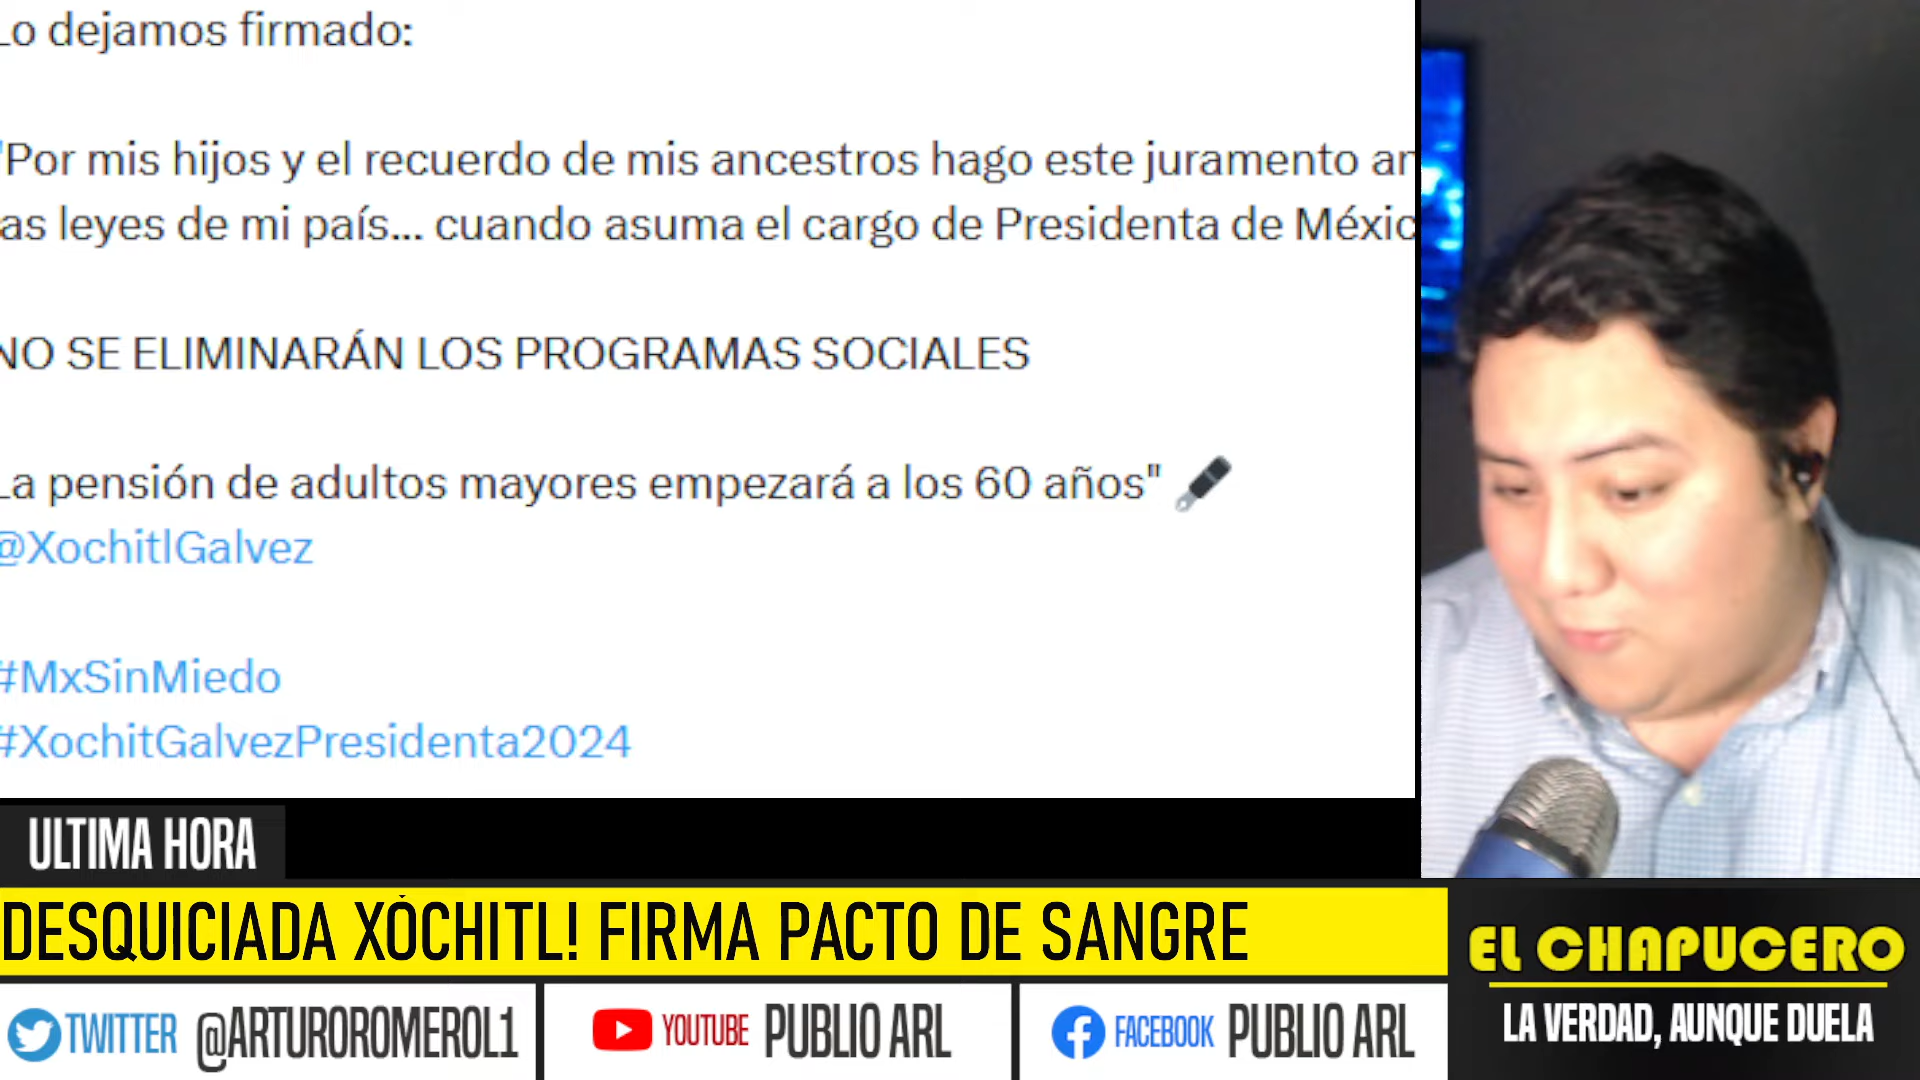 Lo dejamos firmado:
"Por mis hijos y el recuerdo de mis ancestros hago este juramento an
as leyes de mi país... cuando asuma el cargo de Presidenta de Méxic
NO SE ELIMINARÁN LOS PROGRAMAS SOCIALES
La pensión de adultos mayores empezará a los 60 años"
@XochitlGalvez
#MxSinMiedo
#XochitGalvezPresidenta2024
ULTIMA HORA
DESQUICIADA XÓCHITL! FIRMA PACTO DE SANGRE
EL CHAPUCERO
LA VERDAD, AUNQUE DUELA
TWITTER @ARTUROROMEROL1
YOUTUBE PUBLIO ARL
FACEBOOK PUBLIO ARL